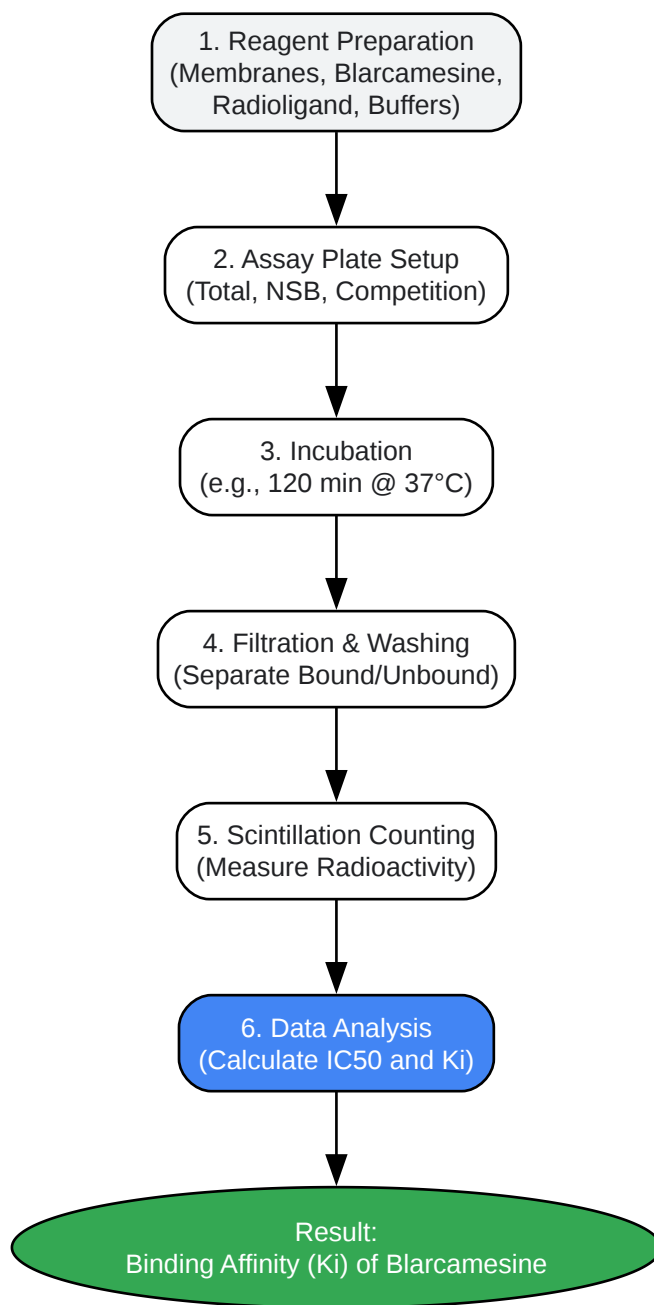 1. Reagent Preparation
(Membranes, Blarcamesine,
Radioligand, Buffers)
2. Assay Plate Setup
(Total, NSB, Competition)
3. Incubation
(e.g., 120 min @ 37°C)
4. Filtration & Washing
(Separate Bound/Unbound)
5. Scintillation Counting
(Measure Radioactivity)
6. Data Analysis
(Calculate IC50 and Ki)
Result:
Binding Affinity (Ki) of Blarcamesine